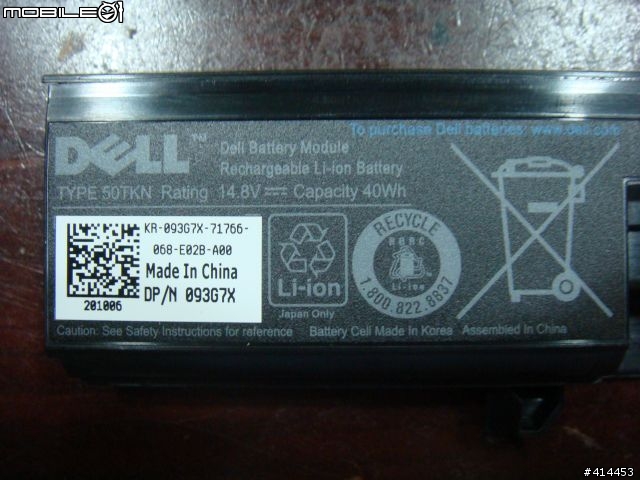 MOBILE01
To purchase Dell batteries: www.dell.com
DELL™
Dell Battery Module
Rechargeable Li-ion Battery
TYPE 50TKN Rating 14.8V⎓ Capacity 40Wh
KR-093G7X-71766-
068-E02B-A00
Made In China
DP/N 093G7X
201006
Li-ion
Japan Only
RECYCLE
RBRC
Li-Ion
1.800.822.8837
Caution: See Safety Instructions for reference Battery Cell Made in Korea Assembled in China
#414453